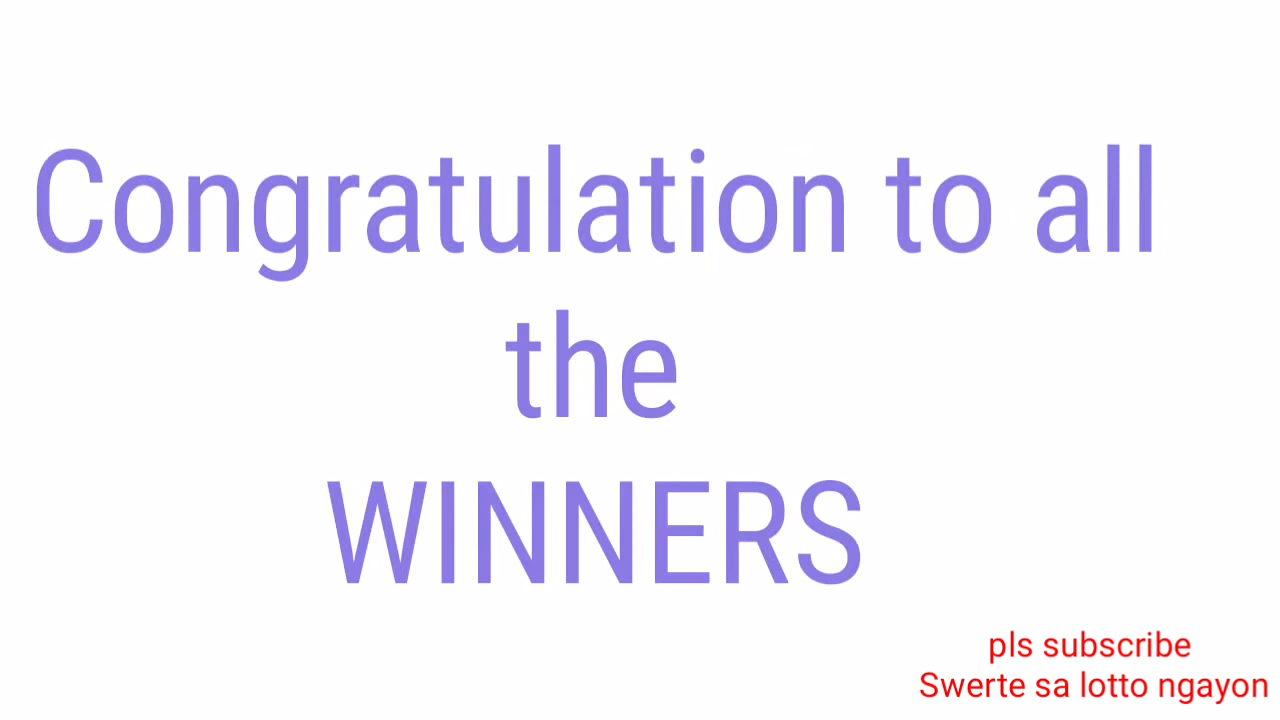 Congratulation to all
the
WINNERS
pls subscribe
Swerte sa lotto ngayon